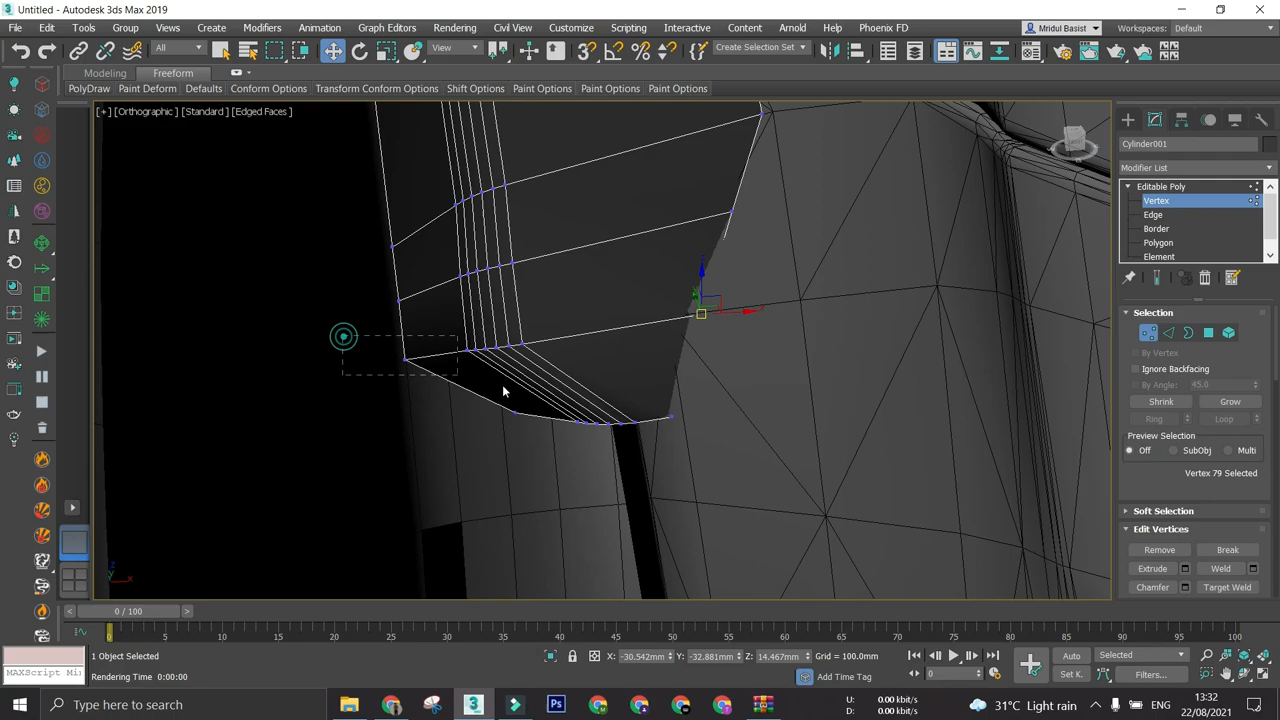 Untitled - Autodesk 3ds Max 2019
File Edit Tools Group Views Create Modifiers Animation Graph Editors Rendering Civil View Customize Scripting Interactive Content Arnold Help Phoenix FD Mridul Basist Workspaces: Default
All View Create Selection Set
Modeling Freeform
PolyDraw Paint Deform Defaults Conform Options Transform Conform Options Shift Options Paint Options Paint Options Paint Options
[+] [Orthographic ] [Standard ] [Edged Faces ]
Cylinder001
Modifier List
Editable Poly
Vertex
Edge
Border
Polygon
Element
Selection
By Vertex
Ignore Backfacing
By Angle: 45.0
Shrink Grow
Ring Loop
Preview Selection
Off SubObj Multi
Vertex 79 Selected
Soft Selection
Edit Vertices
Remove Break
Extrude Weld
Chamfer Target Weld
x
z
x
0 / 100
0 5 10 15 20 25 30 35 40 45 50 55 60 65 70 75 80 85 90 95 100
1 Object Selected X: -30.542mm Y: -32.881mm Z: 14.467mm Grid = 100.0mm Auto Selected
MAXScript Mi
Rendering Time 0:00:00 Add Time Tag 0 Set K. Filters...
Type here to search
U: 0.00 kbit/s
D: 0.00 kbit/s
31°C Light rain
13:32
22/08/2021